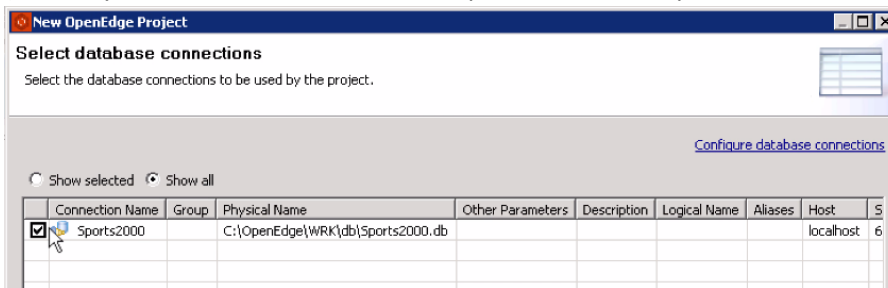 New OpenEdge Project
Select database connections
Select the database connections to be used by the project.
Configure database connections
Show selected Show all
Connection Name Group Physical Name Other Parameters Description Logical Name Aliases Host S
Sports2000 C:\OpenEdge\WRK\db\Sports2000.db localhost 6